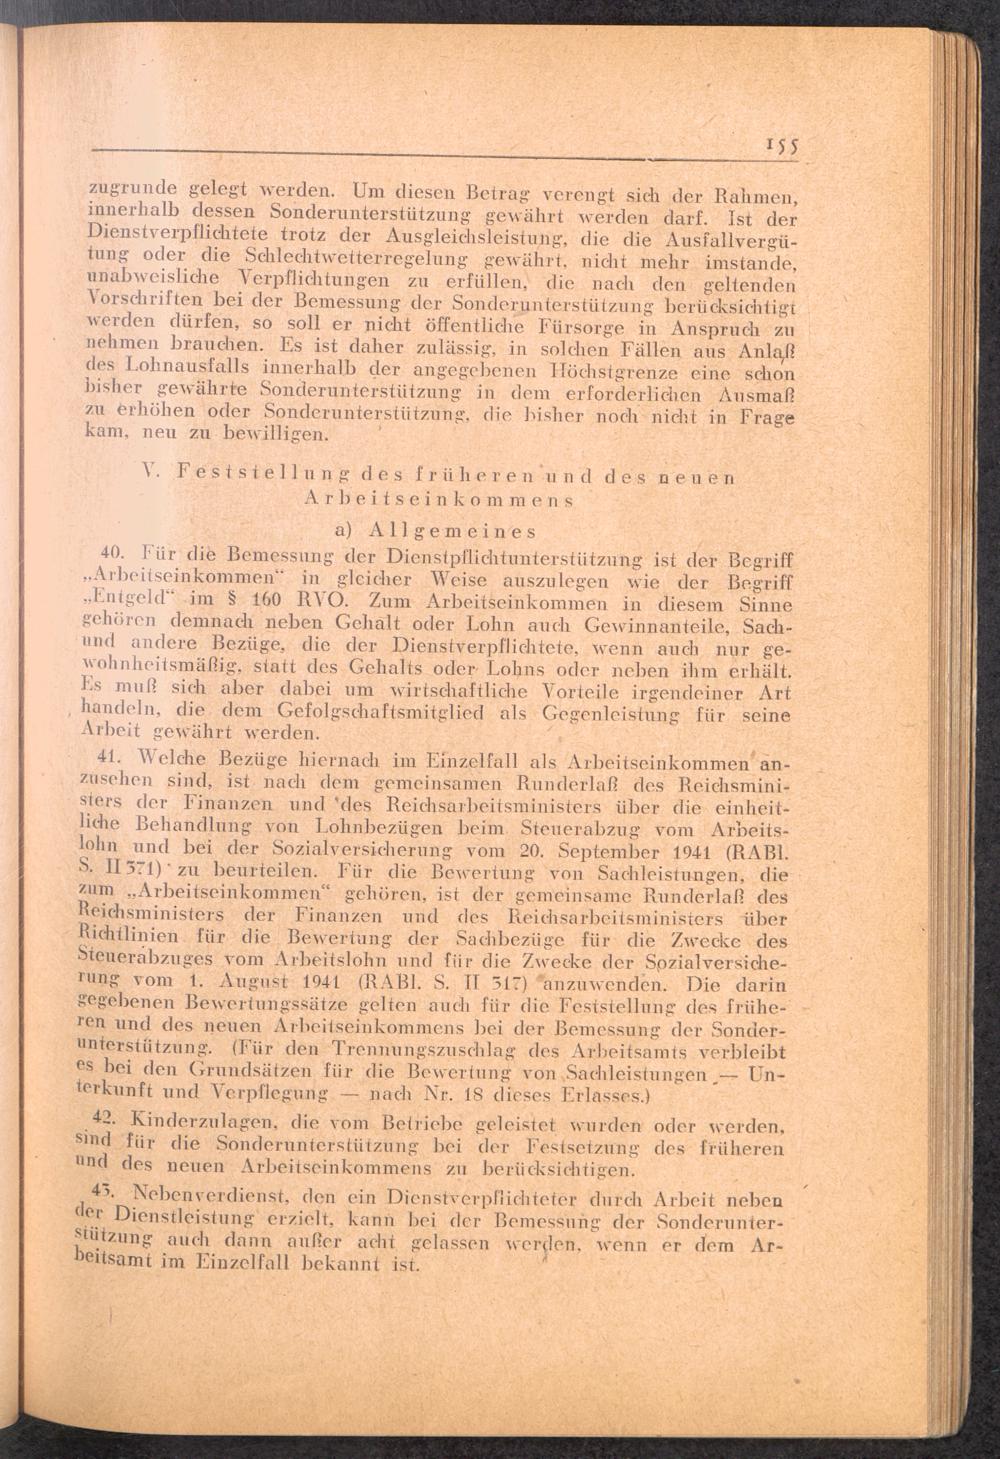 155
zugrunde gelegt werden. Um diesen Betrag verengt sich der Rahmen,
innerhalb dessen Sonderunterstützung gewährt werden darf. Ist der
Dienstverpflichtete trotz der Ausgleichsleistung, die die Ausfallvergü-
tung oder die Schlechtwetterregelung gewährt, nicht mehr imstande,
unabweisliche Verpflichtungen zu erfüllen, die nach den geltenden
Vorschriften bei der Bemessung der Sonderunterstützung berücksichtigt
werden dürfen, so soll er nicht öffentliche Fürsorge in Anspruch zu
nehmen brauchen. Es ist daher zulässig, in solchen Fällen aus Anlaß
des Lohnausfalls innerhalb der angegebenen Höchstgrenze eine schon
bisher gewährte Sonderunterstützung in dem erforderlichen Ausmaß
zu erhöhen oder Sonderunterstützung, die bisher noch nicht in Frage
kam, neu zu bewilligen.
V. Feststellung des früheren und des neuen
Arbeitseinkommens
a) Allgemeines
40. Für die Bemessung der Dienstpflichtunterstützung ist der Begriff
„Arbeitseinkommen“ in gleicher Weise auszulegen wie der Begriff
„Entgeld“ im § 160 RVO. Zum Arbeitseinkommen in diesem Sinne
gehören demnach neben Gehalt oder Lohn auch Gewinnanteile, Sach-
und andere Bezüge, die der Dienstverpflichtete, wenn auch nur ge-
wohnheitsmäßig, statt des Gehalts oder Lohns oder neben ihm erhält.
Es muß sich aber dabei um wirtschaftliche Vorteile irgendeiner Art
handeln, die dem Gefolgschaftsmitglied als Gegenleistung für seine
Arbeit gewährt werden.
41. Welche Bezüge hiernach im Einzelfall als Arbeitseinkommen an-
zusehen sind, ist nach dem gemeinsamen Runderlaß des Reichsmini-
sters der Finanzen und des Reichsarbeitsministers über die einheit-
liche Behandlung von Lohnbezügen beim Steuerabzug vom Arbeits-
lohn und bei der Sozialversicherung vom 20. September 1941 (RABl.
S. II 371) zu beurteilen. Für die Bewertung von Sachleistungen, die
zum „Arbeitseinkommen“ gehören, ist der gemeinsame Runderlaß des
Reichsministers der Finanzen und des Reichsarbeitsministers über
Richtlinien für die Bewertung der Sachbezüge für die Zwecke des
Steuerabzuges vom Arbeitslohn und für die Zwecke der Sozialversiche-
rung vom 1. August 1941 (RABl. S. II 317) anzuwenden. Die darin
gegebenen Bewertungssätze gelten auch für die Feststellung des frühe-
ren und des neuen Arbeitseinkommens bei der Bemessung der Sonder-
unterstützung. (Für den Trennungszuschlag des Arbeitsamts verbleibt
es bei den Grundsätzen für die Bewertung von Sachleistungen — Un-
terkunft und Verpflegung — nach Nr. 18 dieses Erlasses.)
42. Kinderzulagen, die vom Betriebe geleistet wurden oder werden,
sind für die Sonderunterstützung bei der Festsetzung des früheren
und des neuen Arbeitseinkommens zu berücksichtigen.
43. Nebenverdienst, den ein Dienstverpflichteter durch Arbeit neben
der Dienstleistung erzielt, kann bei der Bemessung der Sonderunter-
stützung auch dann außer acht gelassen werden, wenn er dem Ar-
beitsamt im Einzelfall bekannt ist.